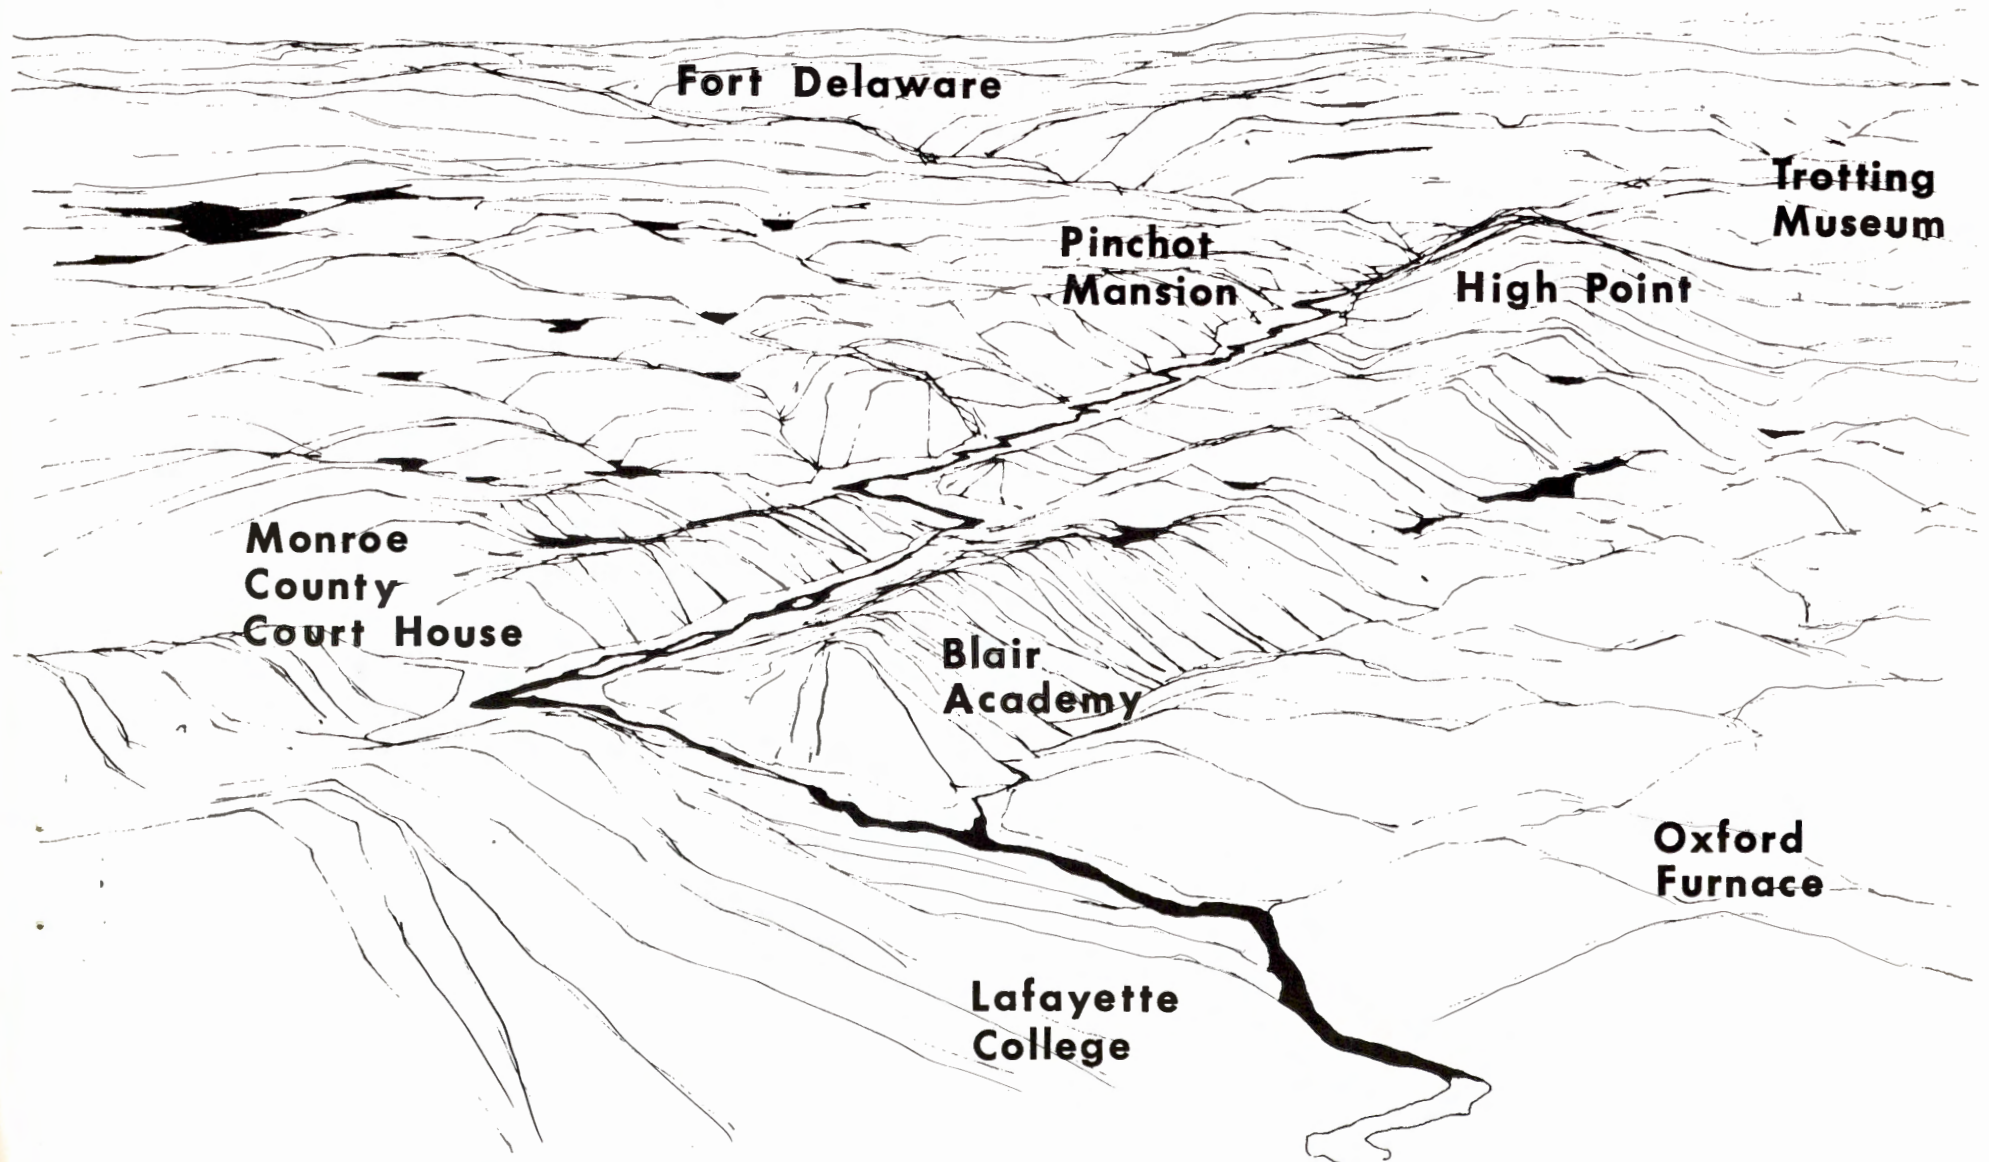 Fort Delaware
Trotting
Museum
Pinchot
Mansion
High Point
Monroe
County
Court House
Blair
Academy
Oxford
Furnace
Lafayette
College